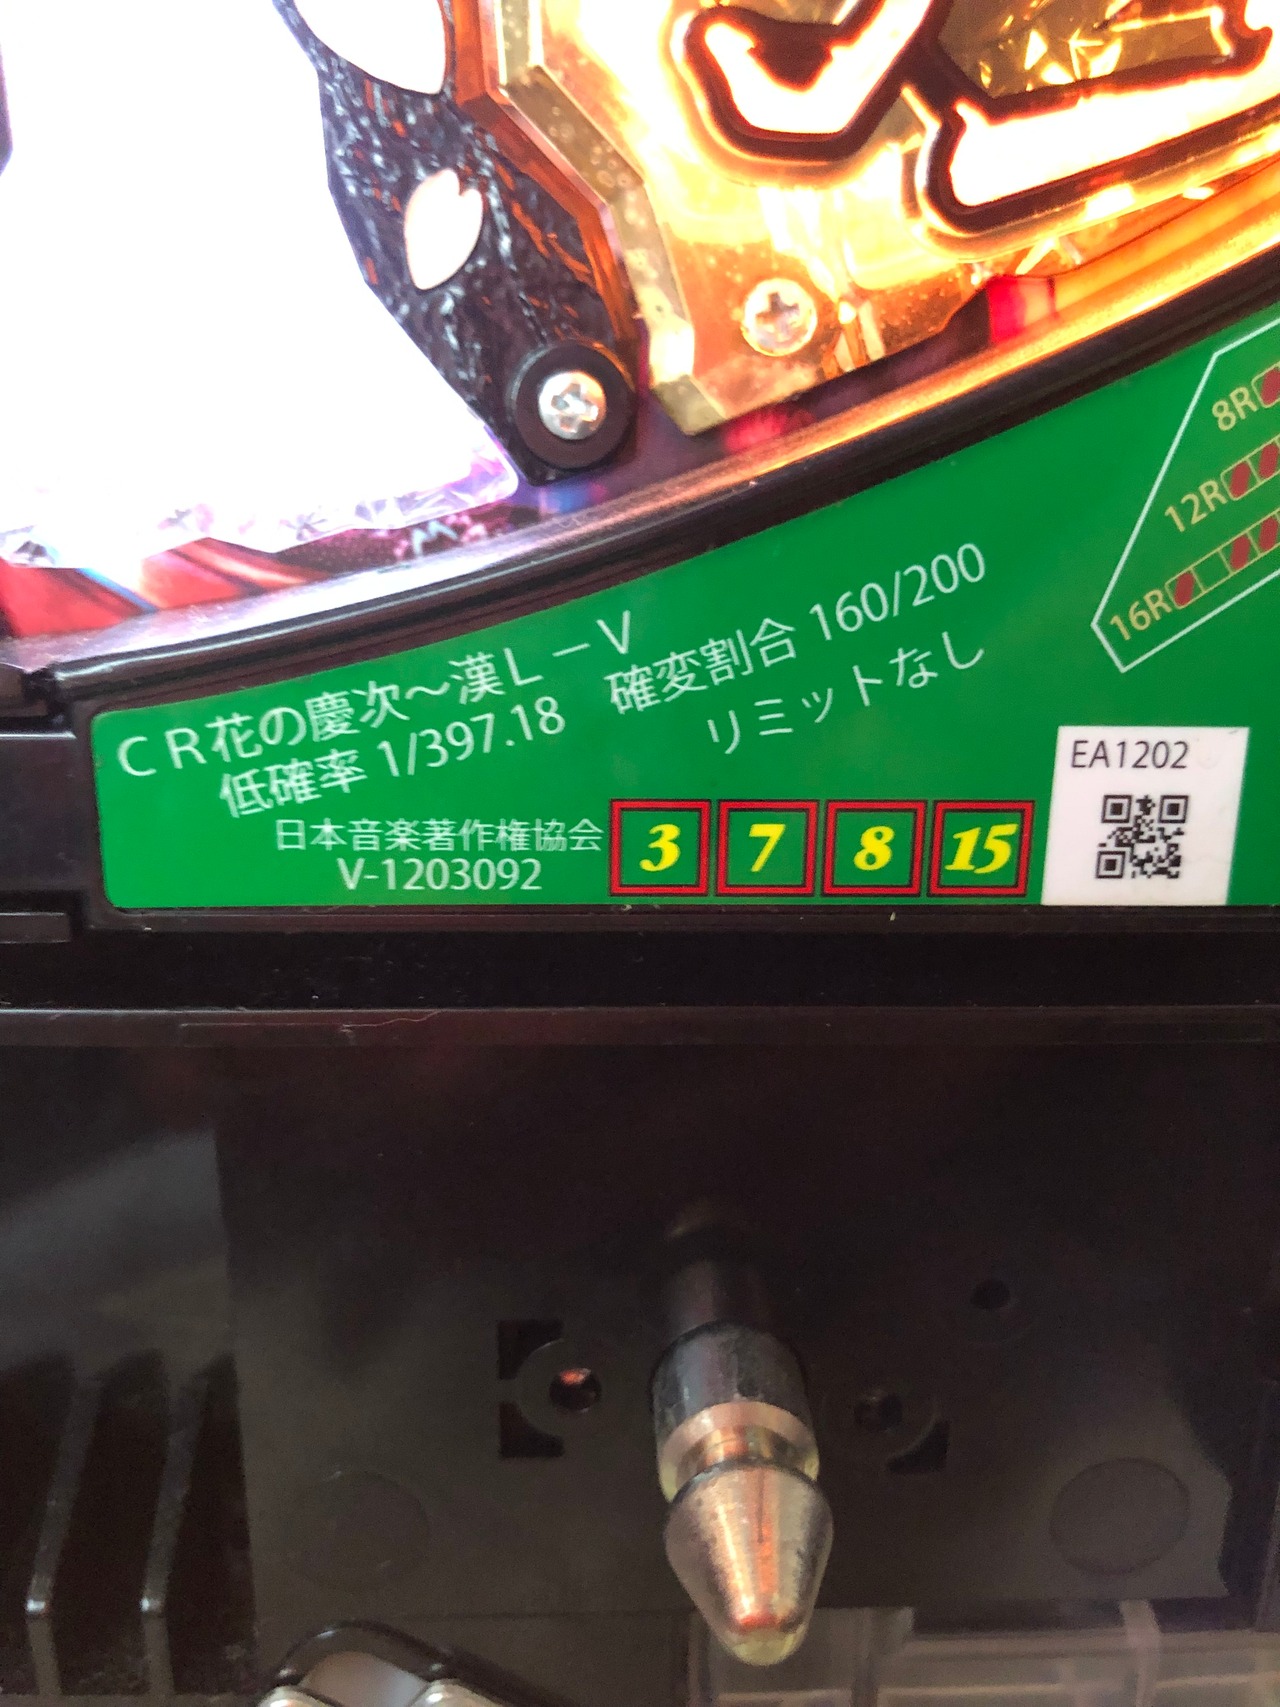 8R
12R
16R
CR花の慶次～漢L－V
低確率 1/397.18 確変割合 160/200
リミットなし
日本音楽著作権協会
V-1203092
3 7 8 15
EA1202